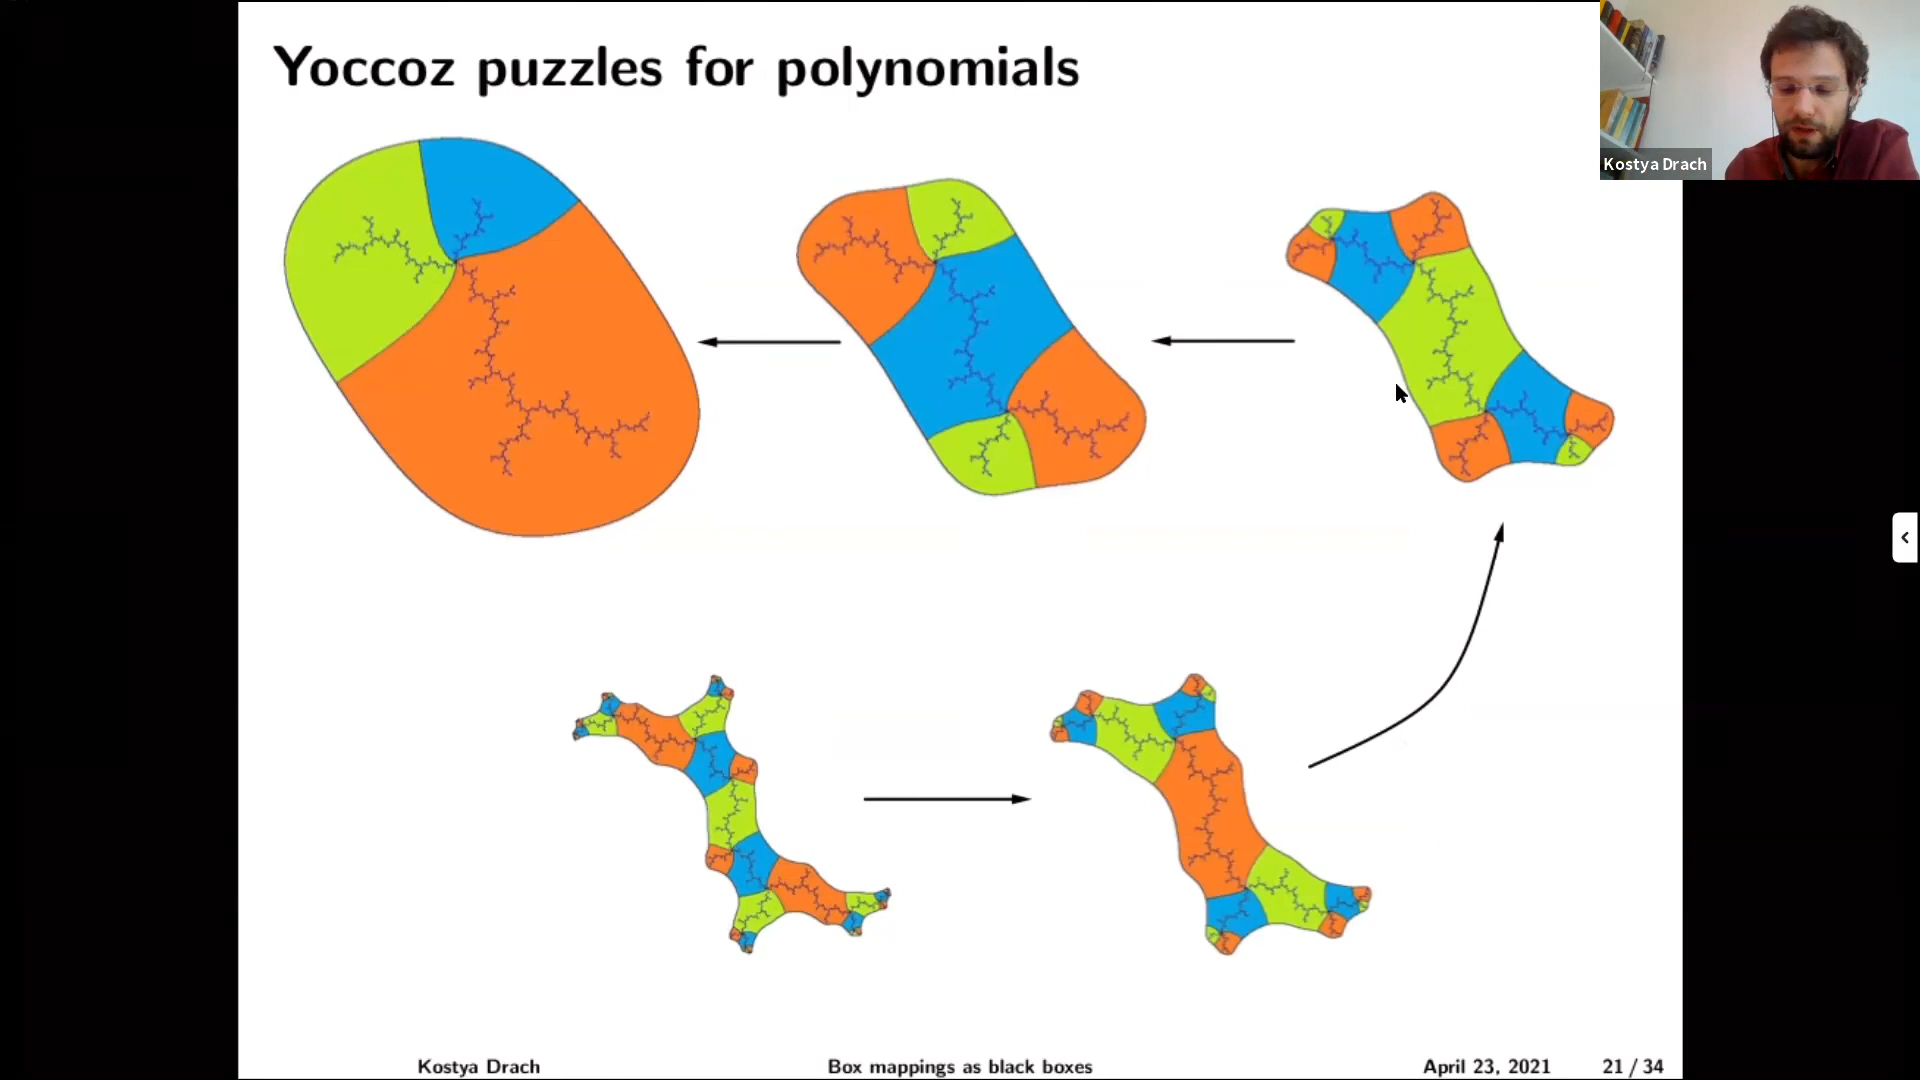 Yoccoz puzzles for polynomials
Kostya Drach
Kostya Drach
Box mappings as black boxes
April 23, 2021
21 / 34